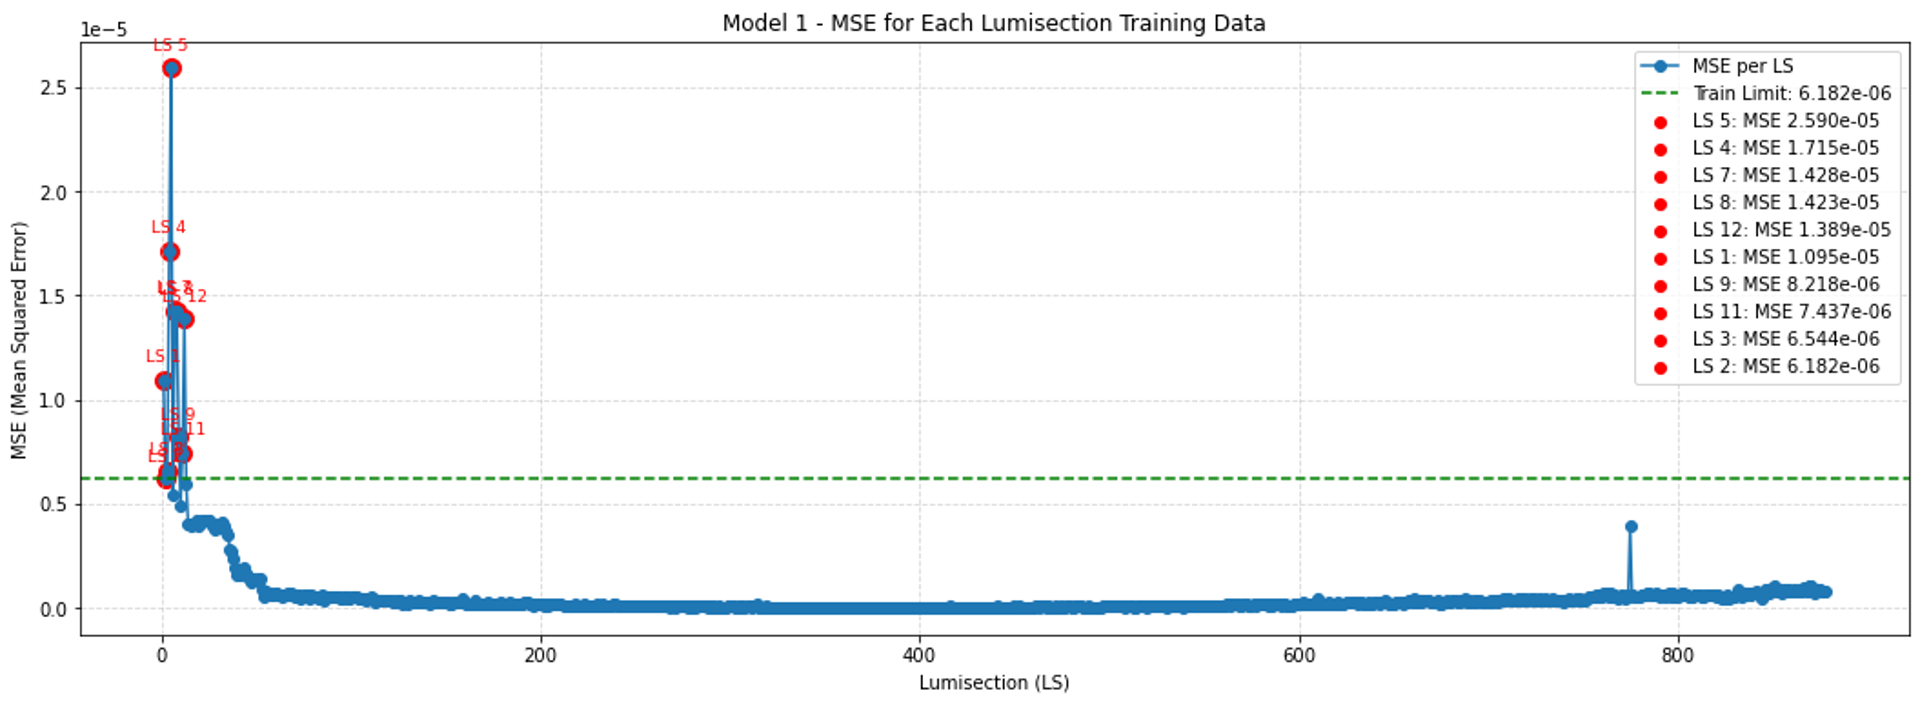 Model 1 - MSE for Each Lumisection Training Data
1e−5
MSE (Mean Squared Error)
2.5
2.0
1.5
1.0
0.5
0.0
LS 5
LS 4
LS 12
LS 1
LS 9
LS 11
MSE per LS
Train Limit: 6.182e-06
LS 5: MSE 2.590e-05
LS 4: MSE 1.715e-05
LS 7: MSE 1.428e-05
LS 8: MSE 1.423e-05
LS 12: MSE 1.389e-05
LS 1: MSE 1.095e-05
LS 9: MSE 8.218e-06
LS 11: MSE 7.437e-06
LS 3: MSE 6.544e-06
LS 2: MSE 6.182e-06
0 200 400 600 800
Lumisection (LS)